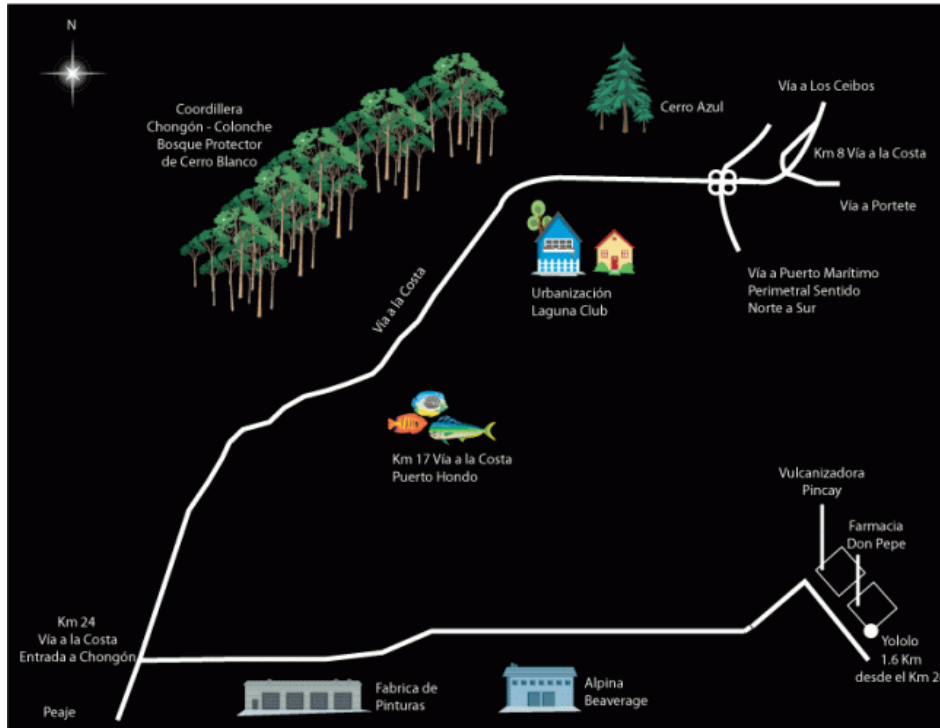 N
Coordillera
Chongón - Colonche
Bosque Protector
de Cerro Blanco
Cerro Azul
Vía a Los Ceibos
Km 8 Vía a la Costa
Vía a Portete
Vía a Puerto Marítimo
Perimetral Sentido
Norte a Sur
Urbanización
Laguna Club
Vía a la Costa
Km 17 Vía a la Costa
Puerto Hondo
Vulcanizadora
Pincay
Farmacia
Don Pepe
Yololo
1.6 Km
desde el Km
Km 24
Vía a la Costa
Entrada a Chongón
Peaje
Fabrica de
Pinturas
Alpina
Beaverage